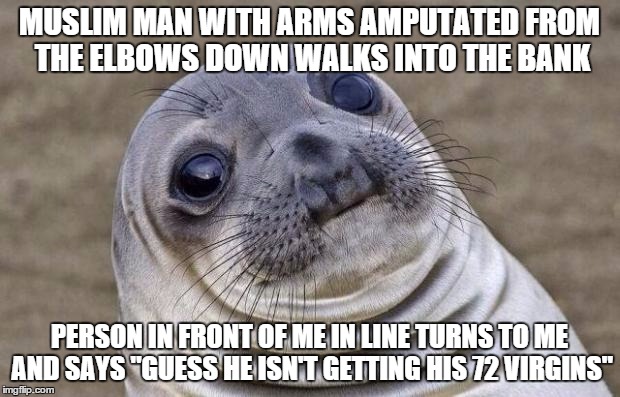 MUSLIM MAN WITH ARMS AMPUTATED FROM
THE ELBOWS DOWN WALKS INTO THE BANK
PERSON IN FRONT OF ME IN LINE TURNS TO ME
AND SAYS "GUESS HE ISN'T GETTING HIS 72 VIRGINS"
imgflip.com